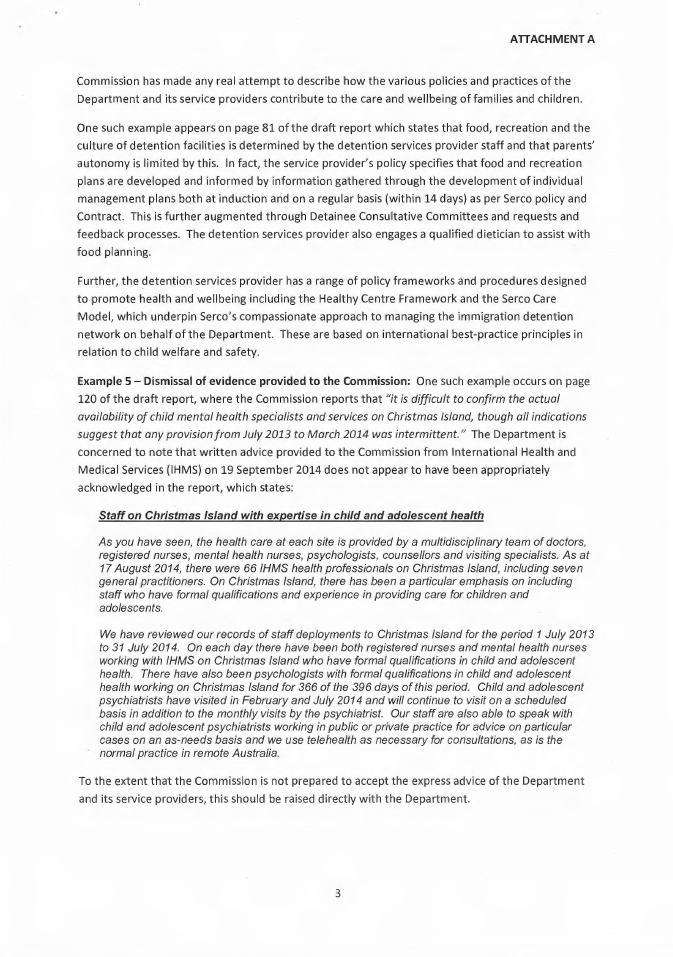 ATTACHMENT A
Commission has made any real attempt to describe how the various policies and practices of the
Department and its service providers contribute to the care and wellbeing of families and children.
One such example appears on page 81 of the draft report which states that food, recreation and the
culture of detention facilities is determined by the detention services provider staff and that parents'
autonomy is limited by this. In fact, the service provider's policy specifies that food and recreation
plans are developed and informed by information gathered through the development of individual
management plans both at induction and on a regular basis (within 14 days) as per Serco policy and
Contract. This is further augmented through Detainee Consultative Committees and requests and
feedback processes. The detention services provider also engages a qualified dietician to assist with
food planning.
Further, the detention services provider has a range of policy frameworks and procedures designed
to promote health and wellbeing including the Healthy Centre Framework and the Serco Care
Model, which underpin Serco's compassionate approach to managing the immigration detention
network on behalf of the Department. These are based on international best-practice principles in
relation to child welfare and safety.
Example 5 – Dismissal of evidence provided to the Commission: One such example occurs on page
120 of the draft report, where the Commission reports that "it is difficult to confirm the actual
availability of child mental health specialists and services on Christmas Island, though all indications
suggest that any provision from July 2013 to March 2014 was intermittent." The Department is
concerned to note that written advice provided to the Commission from International Health and
Medical Services (IHMS) on 19 September 2014 does not appear to have been appropriately
acknowledged in the report, which states:
Staff on Christmas Island with expertise in child and adolescent health
As you have seen, the health care at each site is provided by a multidisciplinary team of doctors,
registered nurses, mental health nurses, psychologists, counsellors and visiting specialists. As at
17 August 2014, there were 66 IHMS health professionals on Christmas Island, including seven
general practitioners. On Christmas Island, there has been a particular emphasis on including
staff who have formal qualifications and experience in providing care for children and
adolescents.
We have reviewed our records of staff deployments to Christmas Island for the period 1 July 2013
to 31 July 2014. On each day there have been both registered nurses and mental health nurses
working with IHMS on Christmas Island who have formal qualifications in child and adolescent
health. There have also been psychologists with formal qualifications in child and adolescent
health working on Christmas Island for 366 of the 396 days of this period. Child and adolescent
psychiatrists have visited in February and July 2014 and will continue to visit on a scheduled
basis in addition to the monthly visits by the psychiatrist. Our staff are also able to speak with
child and adolescent psychiatrists working in public or private practice for advice on particular
cases on an as-needs basis and we use telehealth as necessary for consultations, as is the
normal practice in remote Australia.
To the extent that the Commission is not prepared to accept the express advice of the Department
and its service providers, this should be raised directly with the Department.
3